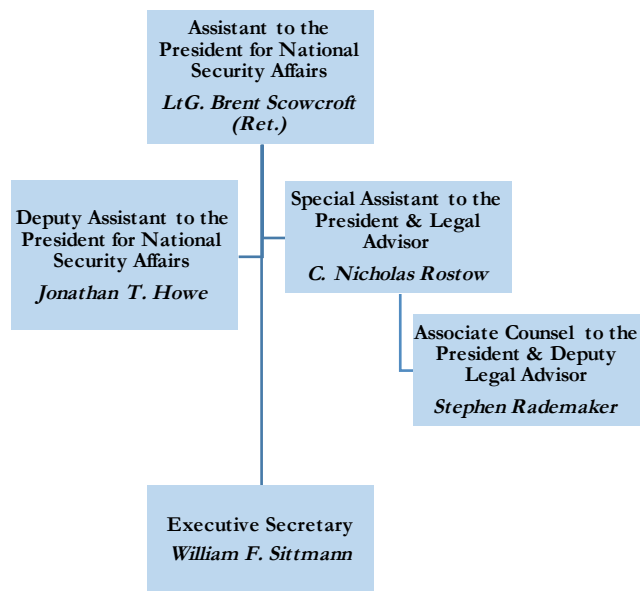 Assistant to the
President for National
Security Affairs
LtG. Brent Scowcroft
(Ret.)
Deputy Assistant to the
President for National
Security Affairs
Jonathan T. Howe
Special Assistant to the
President & Legal
Advisor
C. Nicholas Rostow
Associate Counsel to the
President & Deputy
Legal Advisor
Stephen Rademaker
Executive Secretary
William F. Sittmann